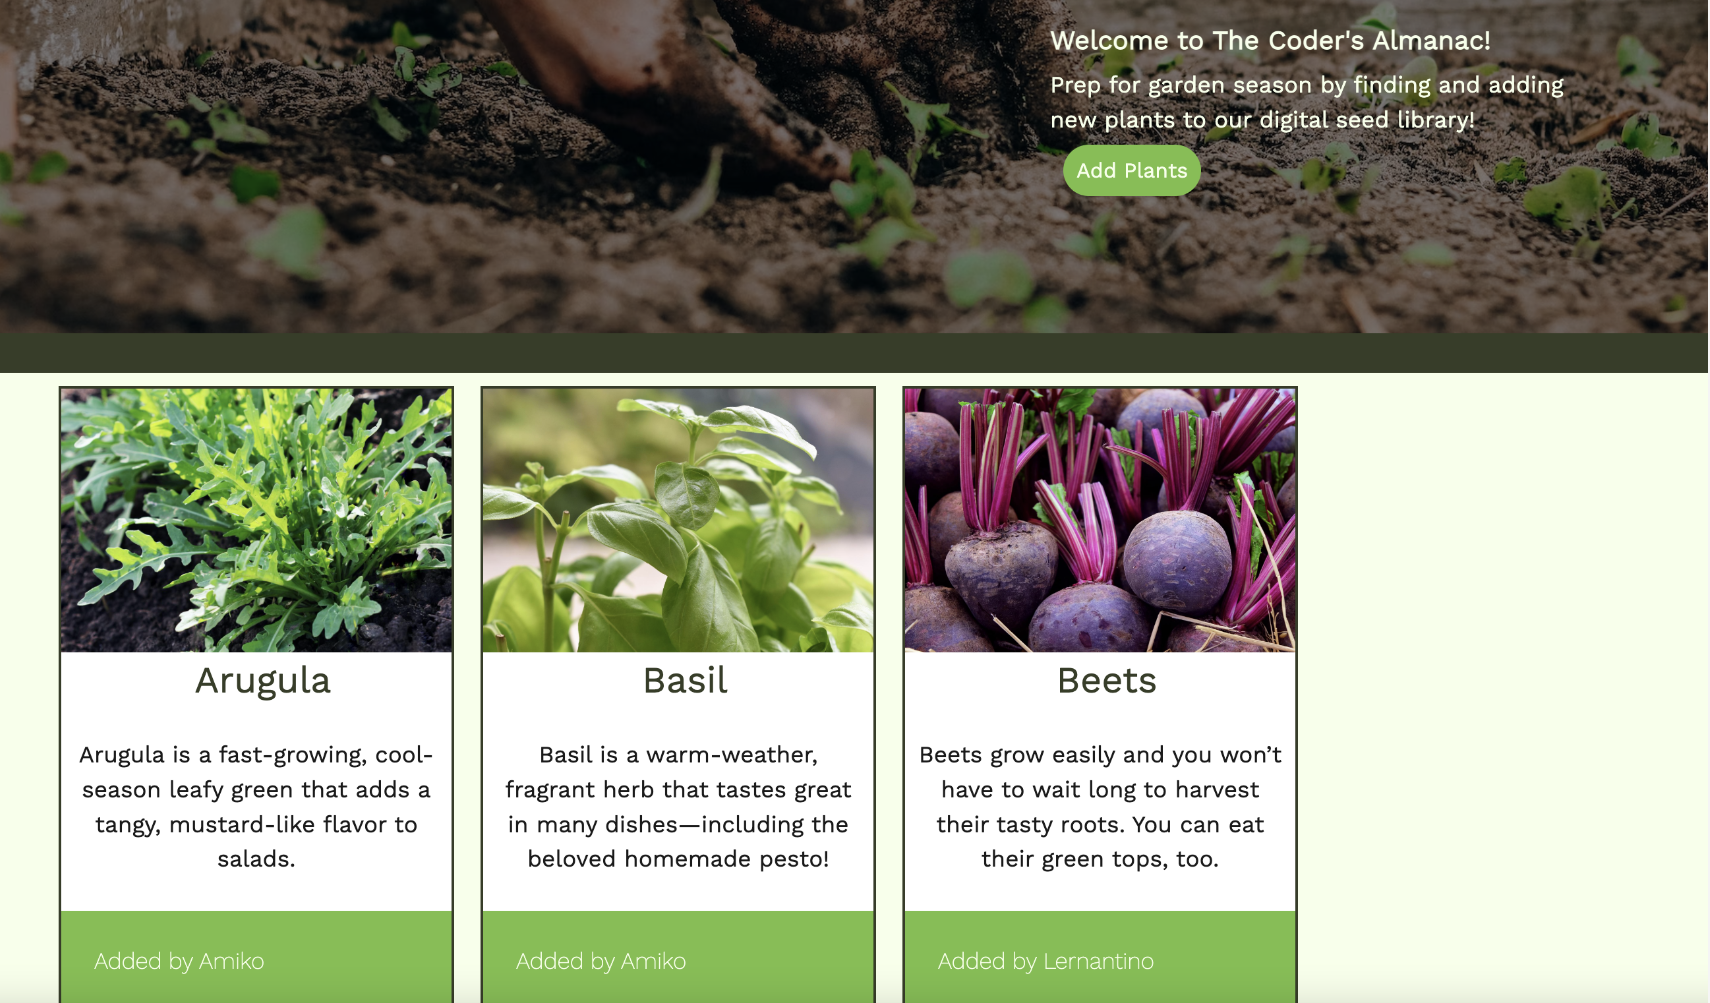 Welcome to The Coder's Almanac!
Prep for garden season by finding and adding
new plants to our digital seed library!
Add Plants
Arugula
Arugula is a fast-growing, cool-
season leafy green that adds a
tangy, mustard-like flavor to
salads.
Added by Amiko
Basil
Basil is a warm-weather,
fragrant herb that tastes great
in many dishes—including the
beloved homemade pesto!
Added by Amiko
Beets
Beets grow easily and you won’t
have to wait long to harvest
their tasty roots. You can eat
their green tops, too.
Added by Lernantino